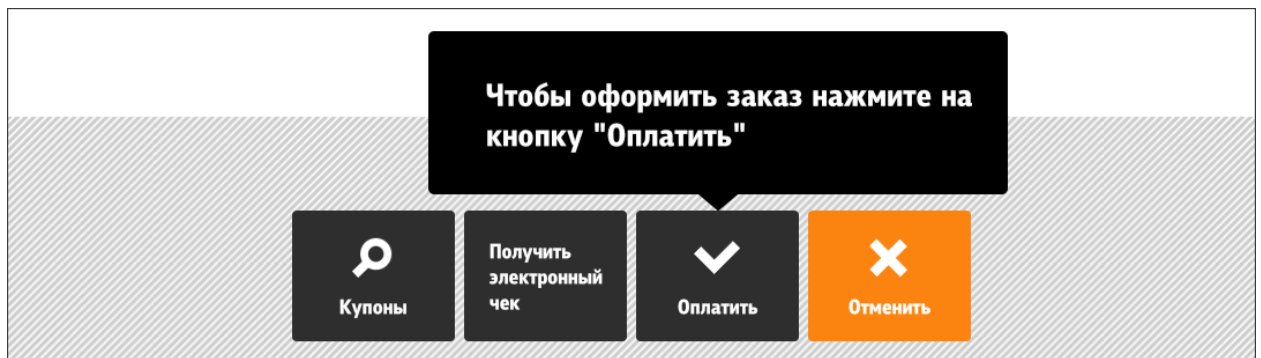 Чтобы оформить заказ нажмите на
кнопку "Оплатить"
Купоны
Получить
электронный
чек
Оплатить
Отменить